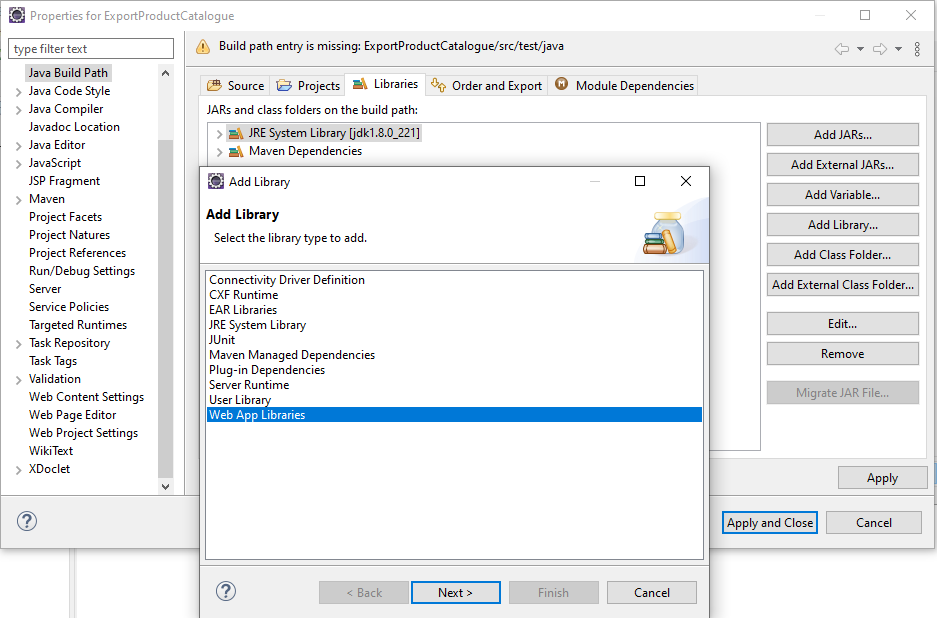 Properties for ExportProductCatalogue
type filter text
Java Build Path
Java Code Style
Java Compiler
Javadoc Location
Java Editor
JavaScript
JSP Fragment
Maven
Project Facets
Project Natures
Project References
Run/Debug Settings
Server
Service Policies
Targeted Runtimes
Task Repository
Task Tags
Validation
Web Content Settings
Web Page Editor
Web Project Settings
WikiText
XDoclet
Build path entry is missing: ExportProductCatalogue/src/test/java
Source Projects Libraries Order and Export Module Dependencies
JARs and class folders on the build path:
JRE System Library [jdk1.8.0_221]
Maven Dependencies
Add JARs...
Add External JARs...
Add Variable...
Add Library...
Add Class Folder...
Add External Class Folder...
Edit...
Remove
Migrate JAR File...
Apply
Apply and Close Cancel
Add Library
Add Library
Select the library type to add.
Connectivity Driver Definition
CXF Runtime
EAR Libraries
JRE System Library
JUnit
Maven Managed Dependencies
Plug-in Dependencies
Server Runtime
User Library
Web App Libraries
< Back Next > Finish Cancel